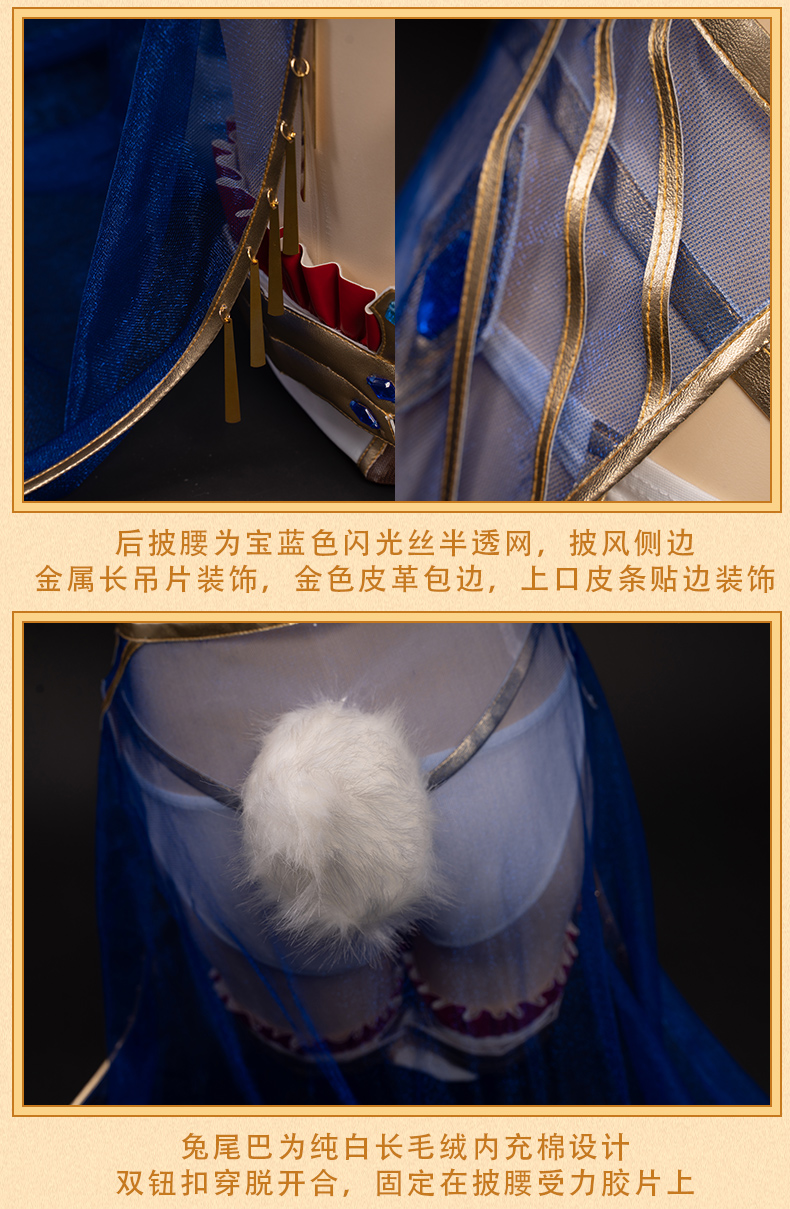 后披腰为宝蓝色闪光丝半透网，披风侧边
金属长吊片装饰，金色皮革包边，上口皮条贴边装饰
兔尾巴为纯白长毛绒内充棉设计
双钮扣穿脱开合，固定在披腰受力胶片上